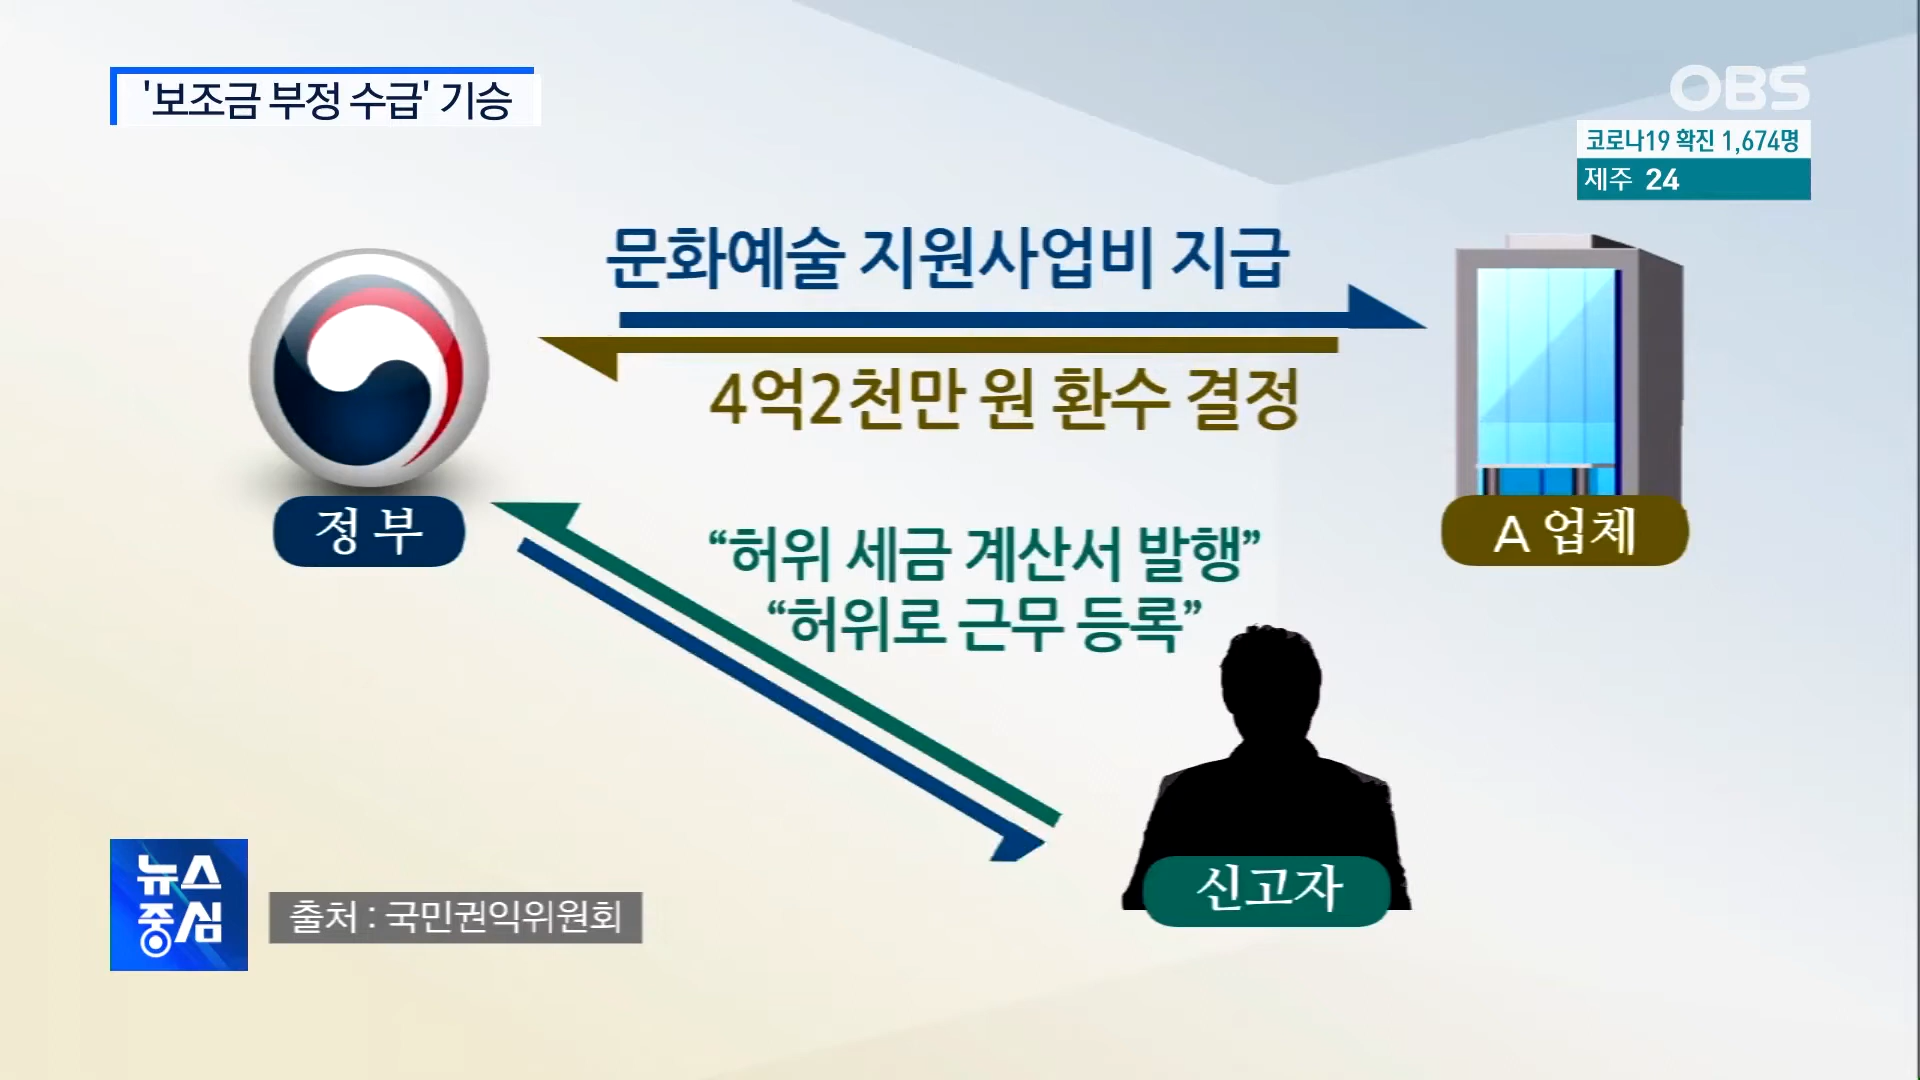 '보조금 부정 수급' 기승
OBS
코로나19 확진 1,674명
제주 24
문화예술 지원사업비 지급
4억2천만 원 환수 결정
정부
A 업체
“허위 세금 계산서 발행”
“허위로 근무 등록”
신고자
뉴스
중심
출처 : 국민권익위원회